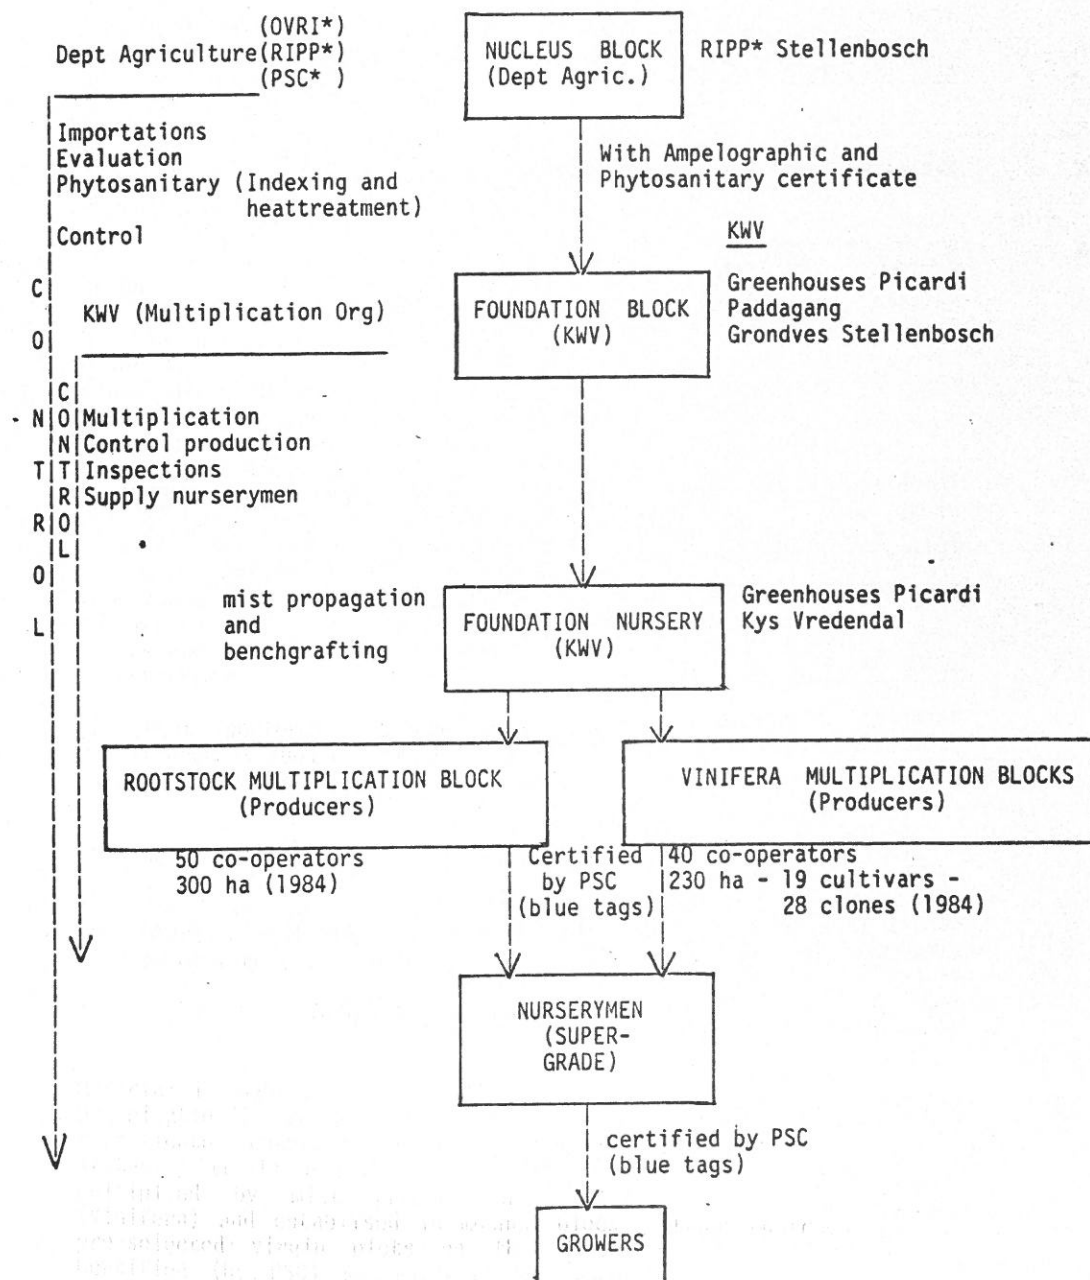 (OVRI*)
Dept Agriculture(RIPP*)
(PSC* )
Importations
Evaluation
Phytosanitary (Indexing and
heattreatment)
Control
CONTROL
KWV (Multiplication Org)
CONTROL
Multiplication
Control production
Inspections
Supply nurserymen
NUCLEUS BLOCK
(Dept Agric.)
RIPP* Stellenbosch
With Ampelographic and
Phytosanitary certificate
KWV
FOUNDATION BLOCK
(KWV)
Greenhouses Picardi
Paddagang
Grondves Stellenbosch
mist propagation
and
benchgrafting
FOUNDATION NURSERY
(KWV)
Greenhouses Picardi
Kys Vredendal
ROOTSTOCK MULTIPLICATION BLOCK
(Producers)
VINIFERA MULTIPLICATION BLOCKS
(Producers)
50 co-operators
300 ha (1984)
Certified
by PSC
(blue tags)
40 co-operators
230 ha - 19 cultivars -
28 clones (1984)
NURSERYMEN
(SUPER-
GRADE)
certified by PSC
(blue tags)
GROWERS